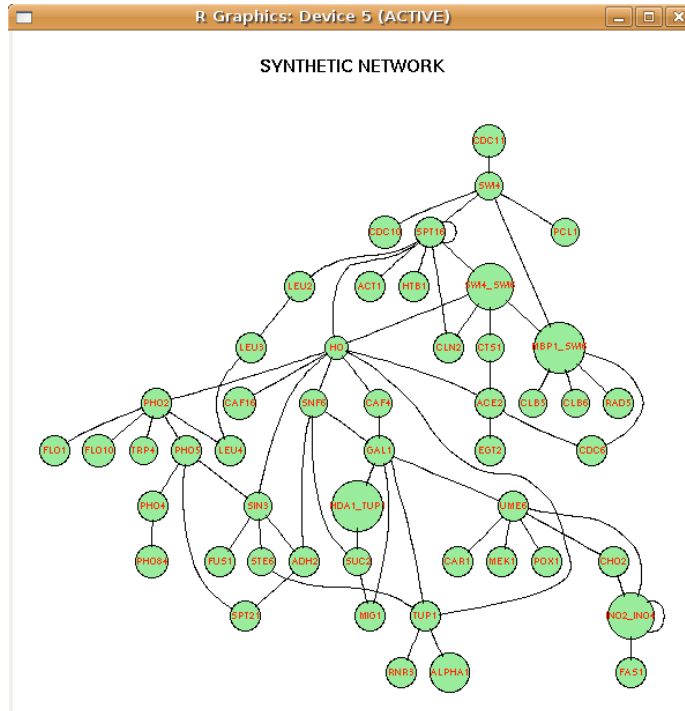 R Graphics: Device 5 (ACTIVE)
SYNTHETIC NETWORK
CDC11
SWI4
CDC10
SPT16
PCL1
LEU2
ACT1
HTB1
SWI4_SWI6
LEU3
HO
CLN2
CTS1
MBP1_SWI6
PHO2
CAF16
SNF6
CAF4
ACE2
CLB5
CLB6
RAD5
FLO1
FLO10
TRP4
PHO5
LEU4
GAL1
EGT2
CDC6
PHO4
SIN3
HDA1_TUP1
UME6
PHO84
FUS1
STE6
ADH2
SUC2
CAR1
MEK1
POX1
CHO2
SPT21
MIG1
TUP1
INO2_INO4
RNR3
ALPHA1
FAS1